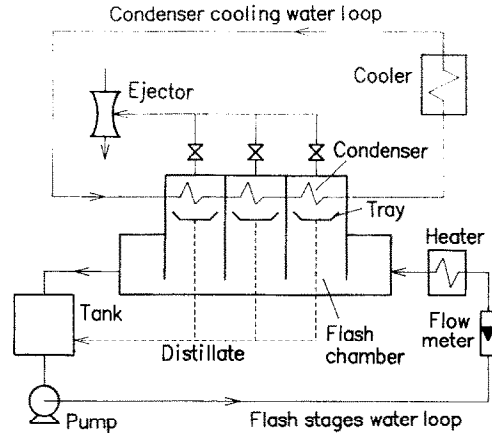 Condenser cooling water loop
Ejector
Cooler
Condenser
Tray
Heater
Tank
Flash
chamber
Flow
meter
Distillate
Pump
Flash stages water loop